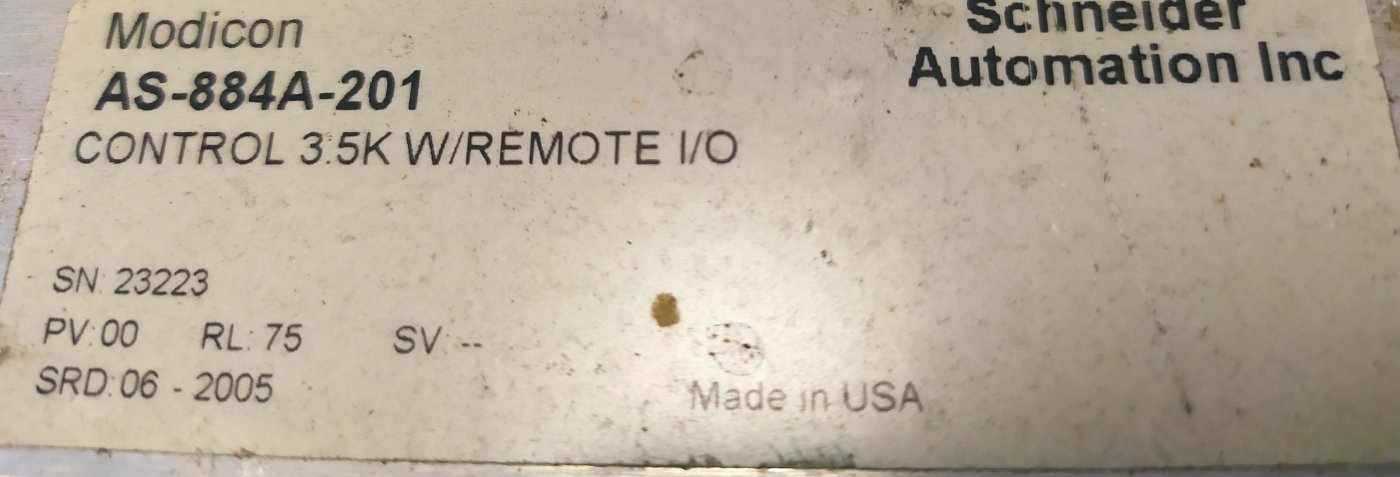 Modicon
Schneider
AS-884A-201
Automation Inc
CONTROL 3.5K W/REMOTE I/O
SN: 23223
PV:00 RL: 75 SV:--
SRD:06 - 2005
Made in USA